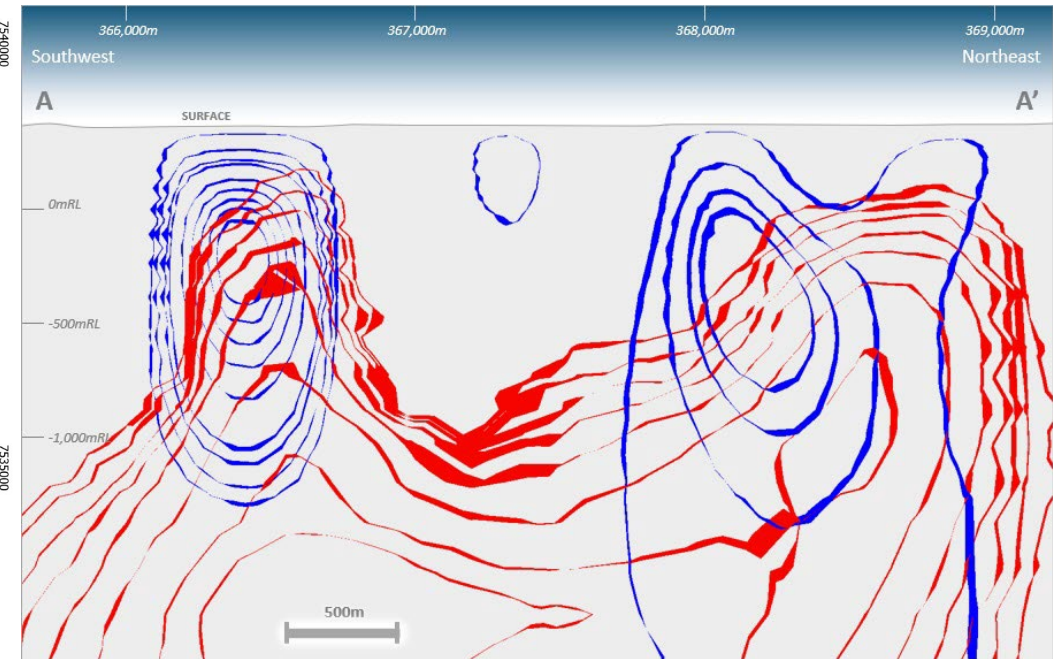 366,000m 367,000m 368,000m 369,000m
7540000
Southwest Northeast
A A’
SURFACE
0mRL
-500mRL
-1,000mRL
7535000
500m